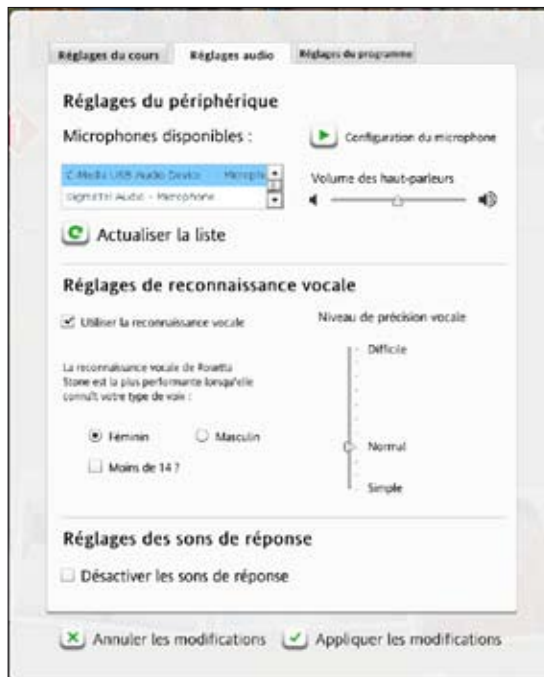 Réglages du cours
Réglages audio
Réglages du programme
Réglages du périphérique
Microphones disponibles :
Configuration du microphone
C-Media USB Audio Device Microph
SigmaTel Audio - Microphone
Volume des haut-parleurs
Actualiser la liste
Réglages de reconnaissance vocale
Utiliser la reconnaissance vocale
Niveau de précision vocale
La reconnaissance vocale de Rosetta
Stone est la plus performante lorsqu'elle
connaît votre type de voix :
Féminin
Masculin
Moins de 14 ?
Difficile
Normal
Simple
Réglages des sons de réponse
Désactiver les sons de réponse
Annuler les modifications
Appliquer les modifications